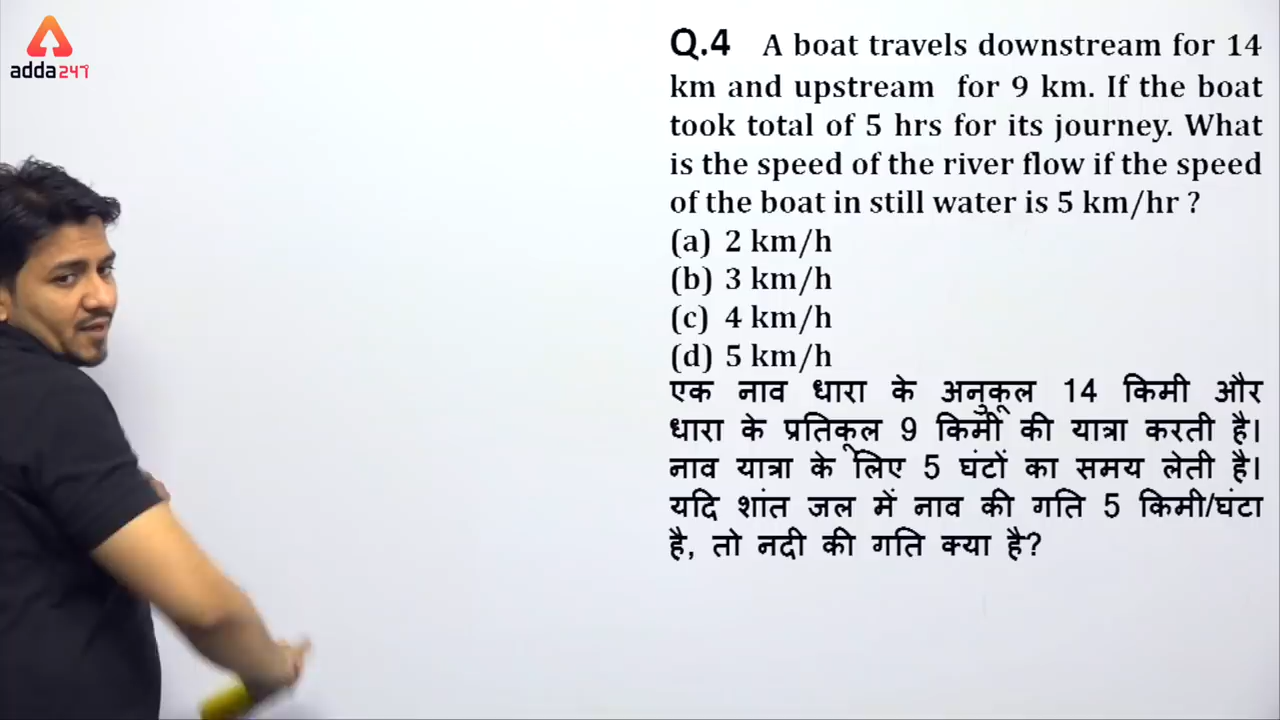 adda247
Q.4 A boat travels downstream for 14
km and upstream for 9 km. If the boat
took total of 5 hrs for its journey. What
is the speed of the river flow if the speed
of the boat in still water is 5 km/hr ?
(a) 2 km/h
(b) 3 km/h
(c) 4 km/h
(d) 5 km/h
एक नाव धारा के अनुकूल 14 किमी और
धारा के प्रतिकूल 9 किमी की यात्रा करती है।
नाव यात्रा के लिए 5 घंटों का समय लेती है।
यदि शांत जल में नाव की गति 5 किमी/घंटा
है, तो नदी की गति क्या है?